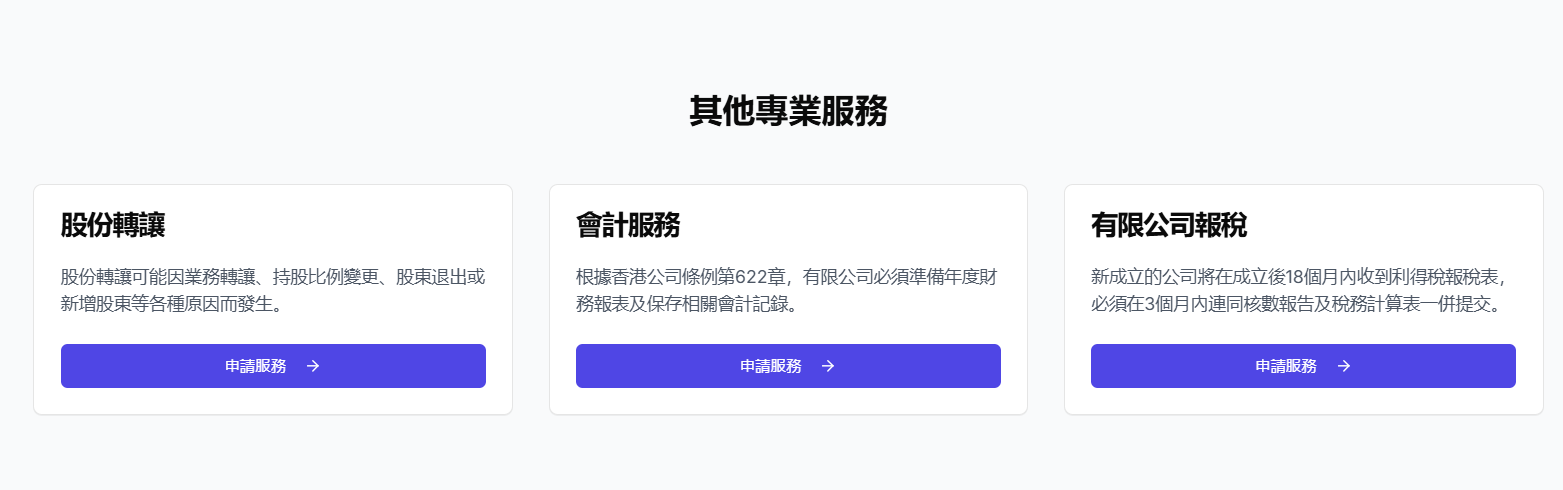 其他專業服務
股份轉讓
股份轉讓可能因業務轉讓、持股比例變更、股東退出或
新增股東等各種原因而發生。
申請服務 →
會計服務
根據香港公司條例第622章，有限公司必須準備年度財
務報表及保存相關會計記錄。
申請服務 →
有限公司報稅
新成立的公司將在成立後18個月內收到利得稅報稅表，
必須在3個月內連同核數報告及稅務計算表一併提交。
申請服務 →